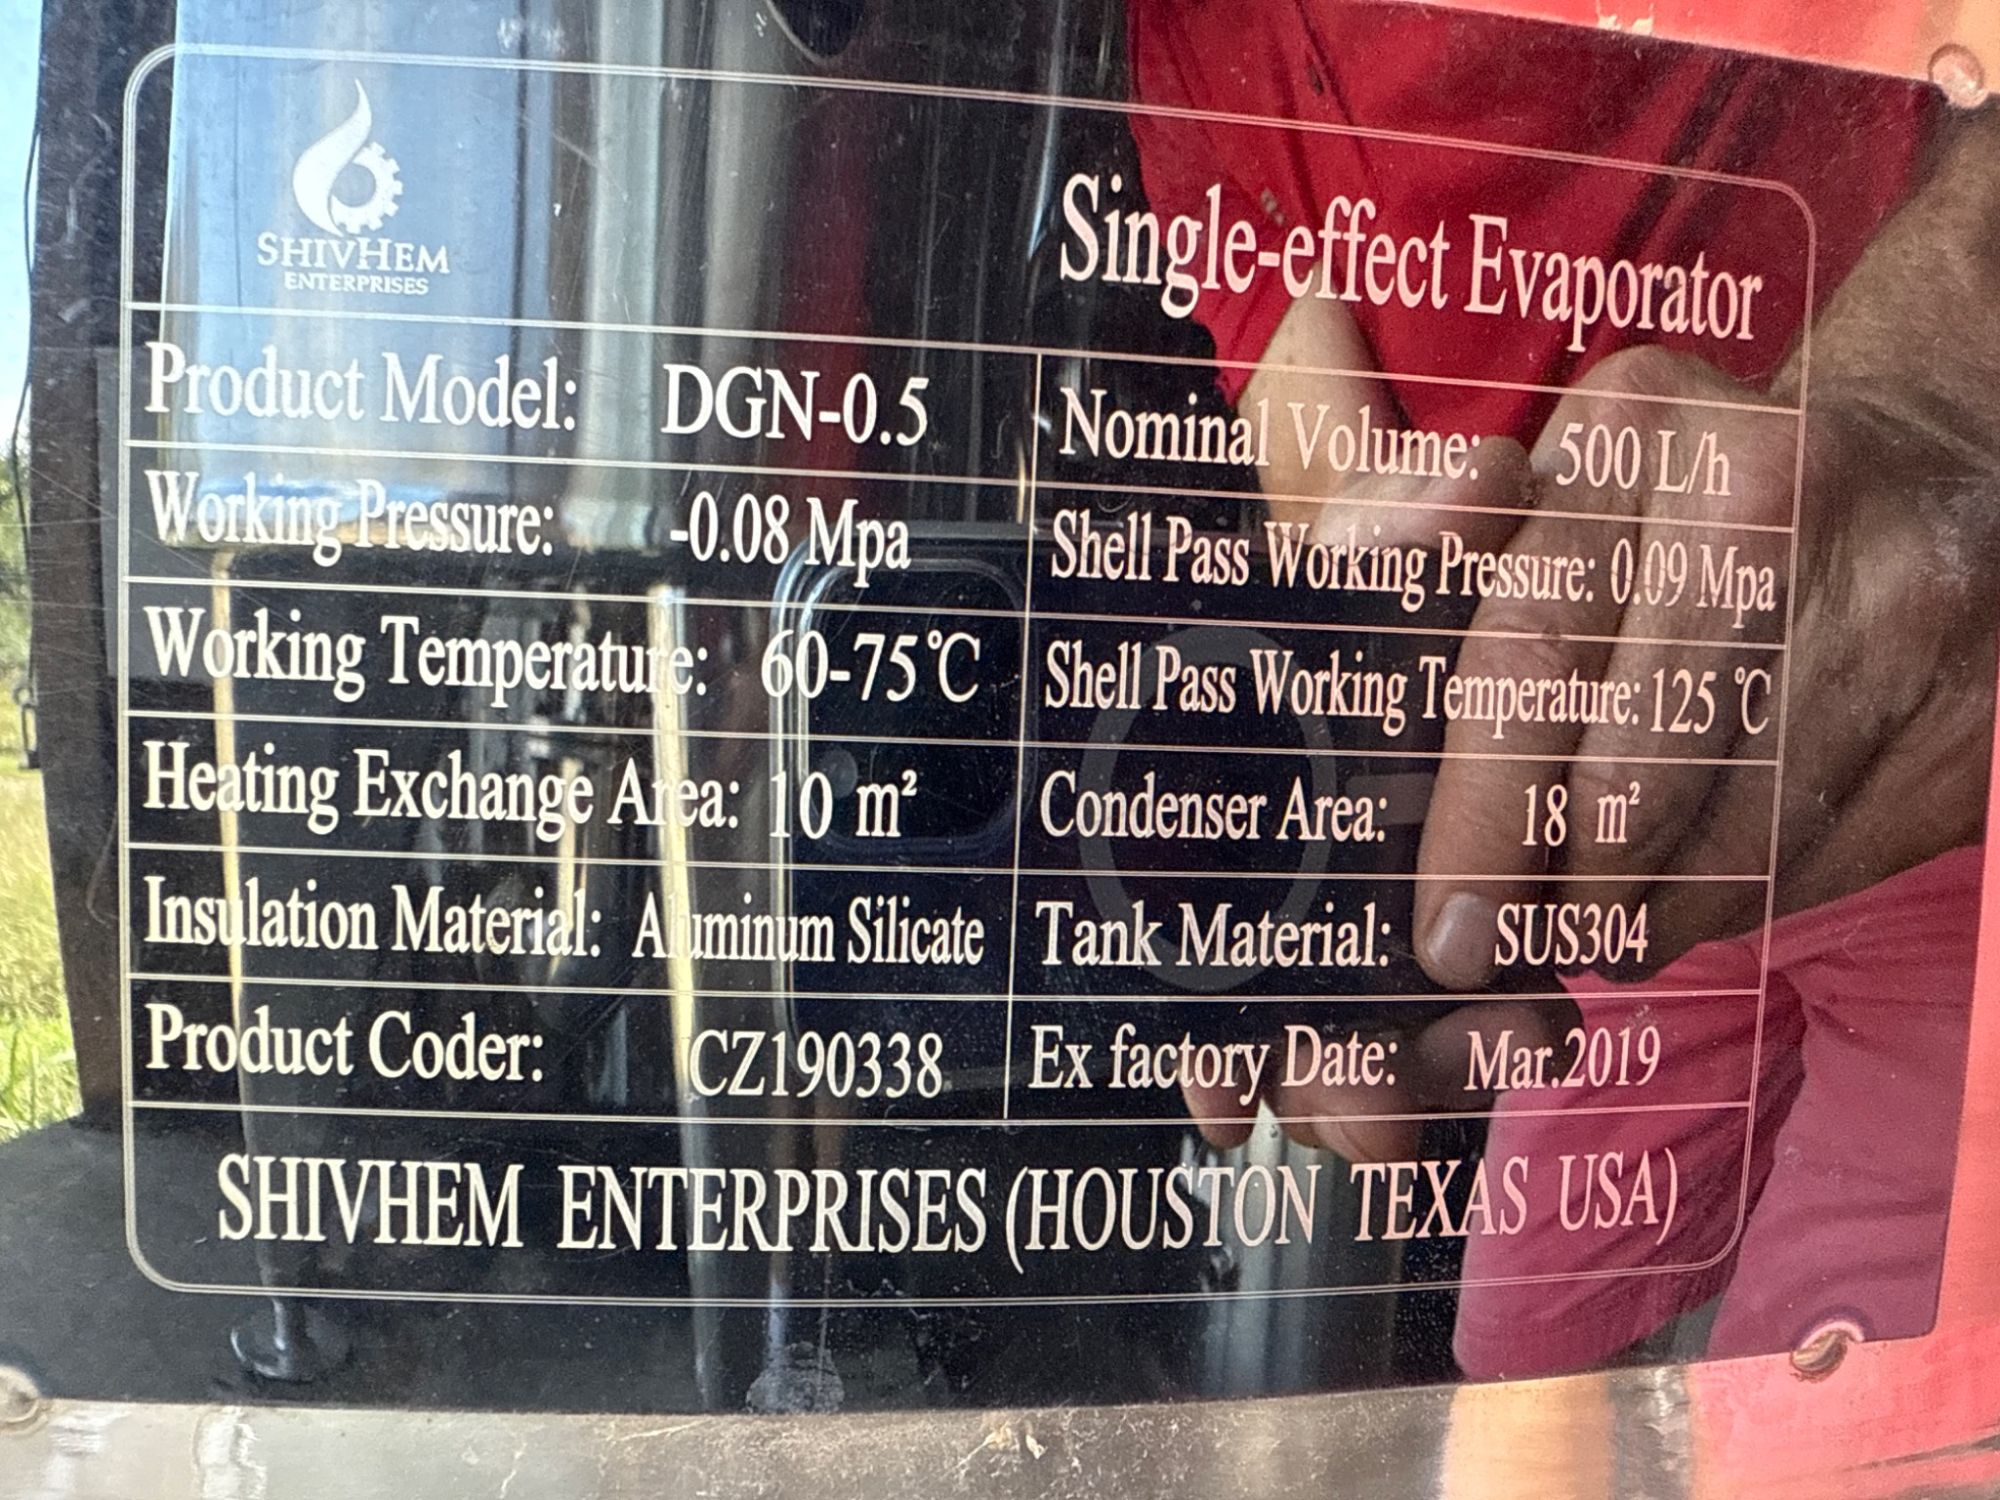 SHIVHEM
ENTERPRISES
Single-effect Evaporator
Product Model: DGN-0.5
Nominal Volume: 500 L/h
Working Pressure: -0.08 Mpa
Shell Pass Working Pressure: 0.09 Mpa
Working Temperature: 60-75℃
Shell Pass Working Temperature: 125 ℃
Heating Exchange Area: 10 m²
Condenser Area: 18 m²
Insulation Material: Aluminum Silicate
Tank Material: SUS304
Product Coder: CZ190338
Ex factory Date: Mar.2019
SHIVHEM ENTERPRISES (HOUSTON TEXAS USA)